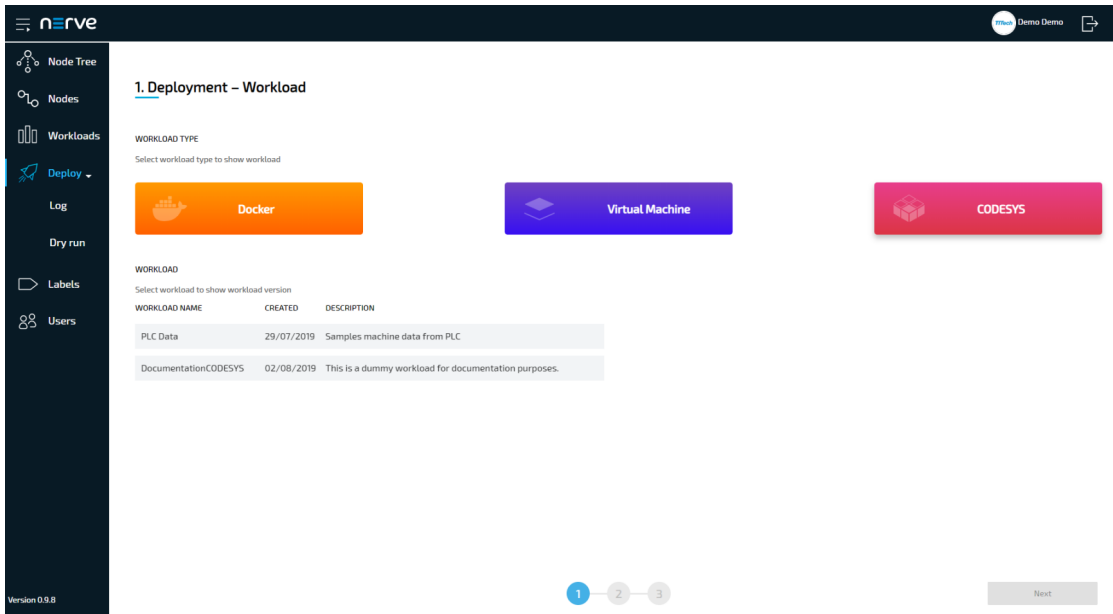 nerve
TTTech Demo Demo
Node Tree
Nodes
Workloads
Deploy
Log
Dry run
Labels
Users
Version 0.9.8
1. Deployment – Workload
WORKLOAD TYPE
Select workload type to show workload
Docker Virtual Machine CODESYS
WORKLOAD
Select workload to show workload version
WORKLOAD NAME CREATED DESCRIPTION
PLC Data 29/07/2019 Samples machine data from PLC
DocumentationCODESYS 02/08/2019 This is a dummy workload for documentation purposes.
1 2 3
Next